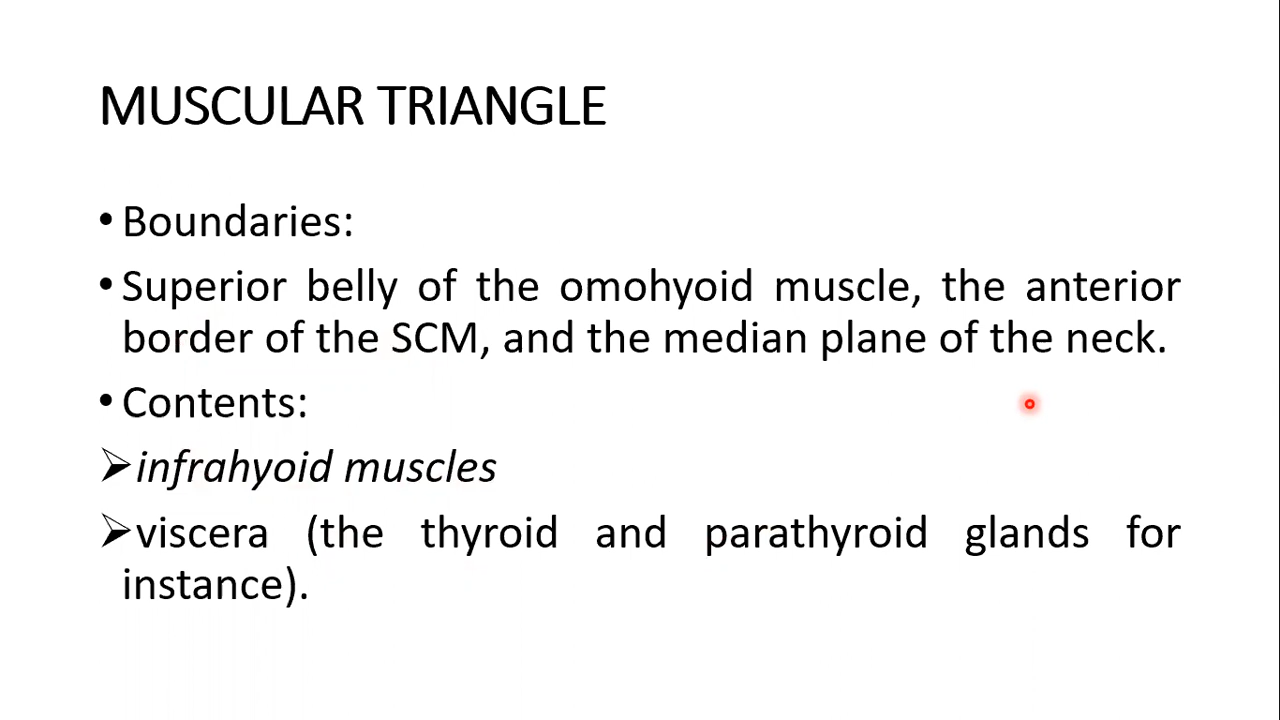 MUSCULAR TRIANGLE
• Boundaries:
• Superior belly of the omohyoid muscle, the anterior
border of the SCM, and the median plane of the neck.
• Contents:
➢infrahyoid muscles
➢viscera (the thyroid and parathyroid glands for
instance).